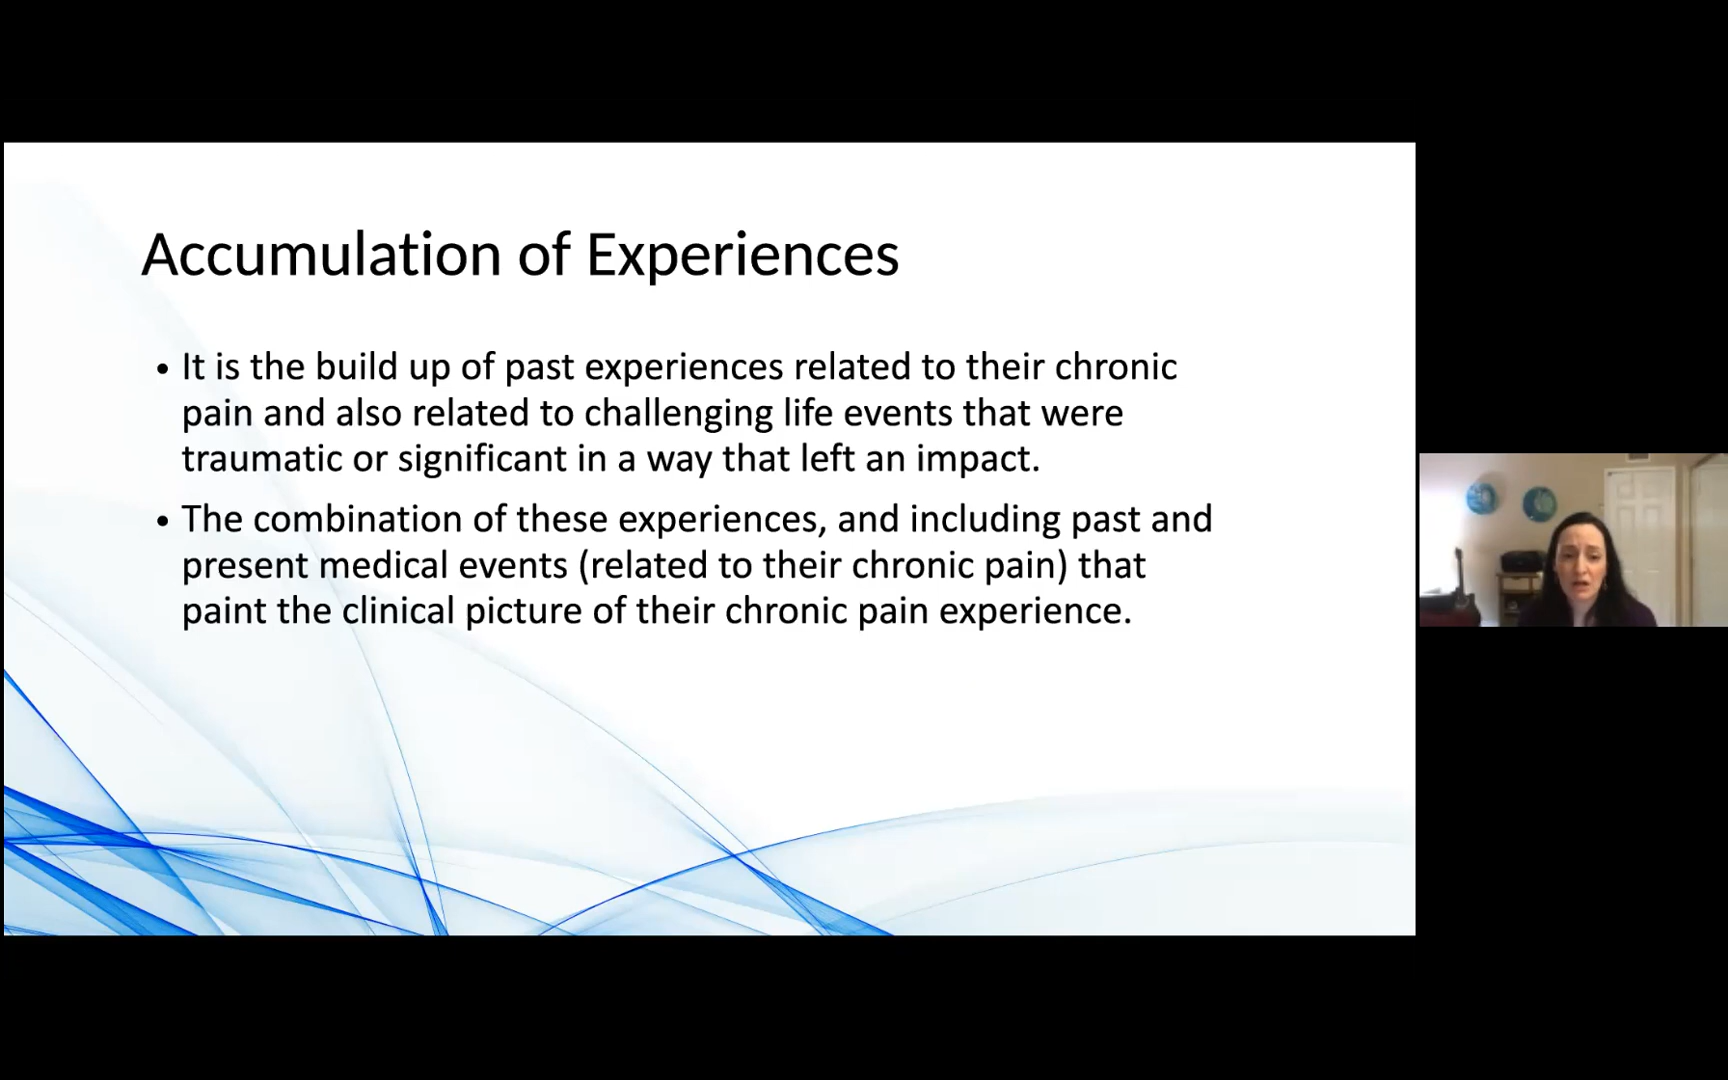 Accumulation of Experiences
• It is the build up of past experiences related to their chronic
pain and also related to challenging life events that were
traumatic or significant in a way that left an impact.
• The combination of these experiences, and including past and
present medical events (related to their chronic pain) that
paint the clinical picture of their chronic pain experience.